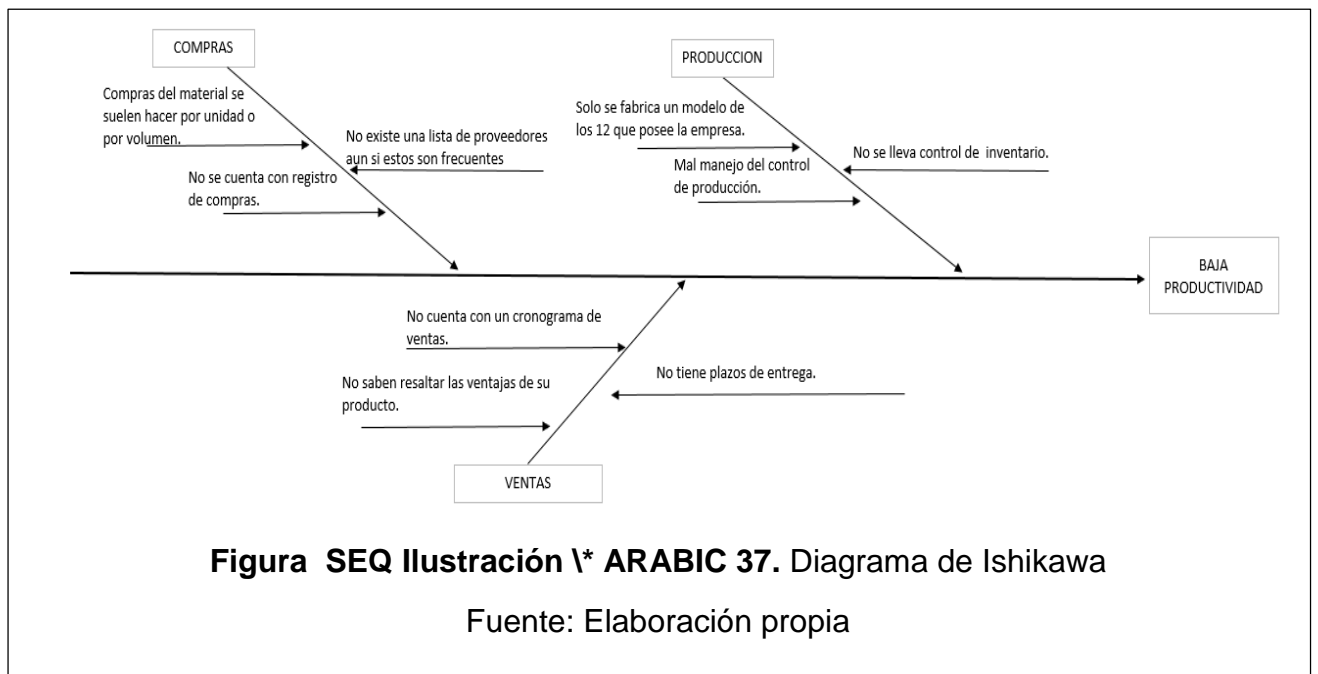 COMPRAS
Compras del material se
suelen hacer por unidad o
por volumen.
No existe una lista de proveedores
aun si estos son frecuentes
No se cuenta con registro
de compras.
PRODUCCION
Solo se fabrica un modelo de
los 12 que posee la empresa.
No se lleva control de inventario.
Mal manejo del control
de producción.
BAJA
PRODUCTIVIDAD
No cuenta con un cronograma de
ventas.
No saben resaltar las ventajas de su
producto.
No tiene plazos de entrega.
VENTAS
Figura SEQ Ilustración \* ARABIC 37. Diagrama de Ishikawa
Fuente: Elaboración propia